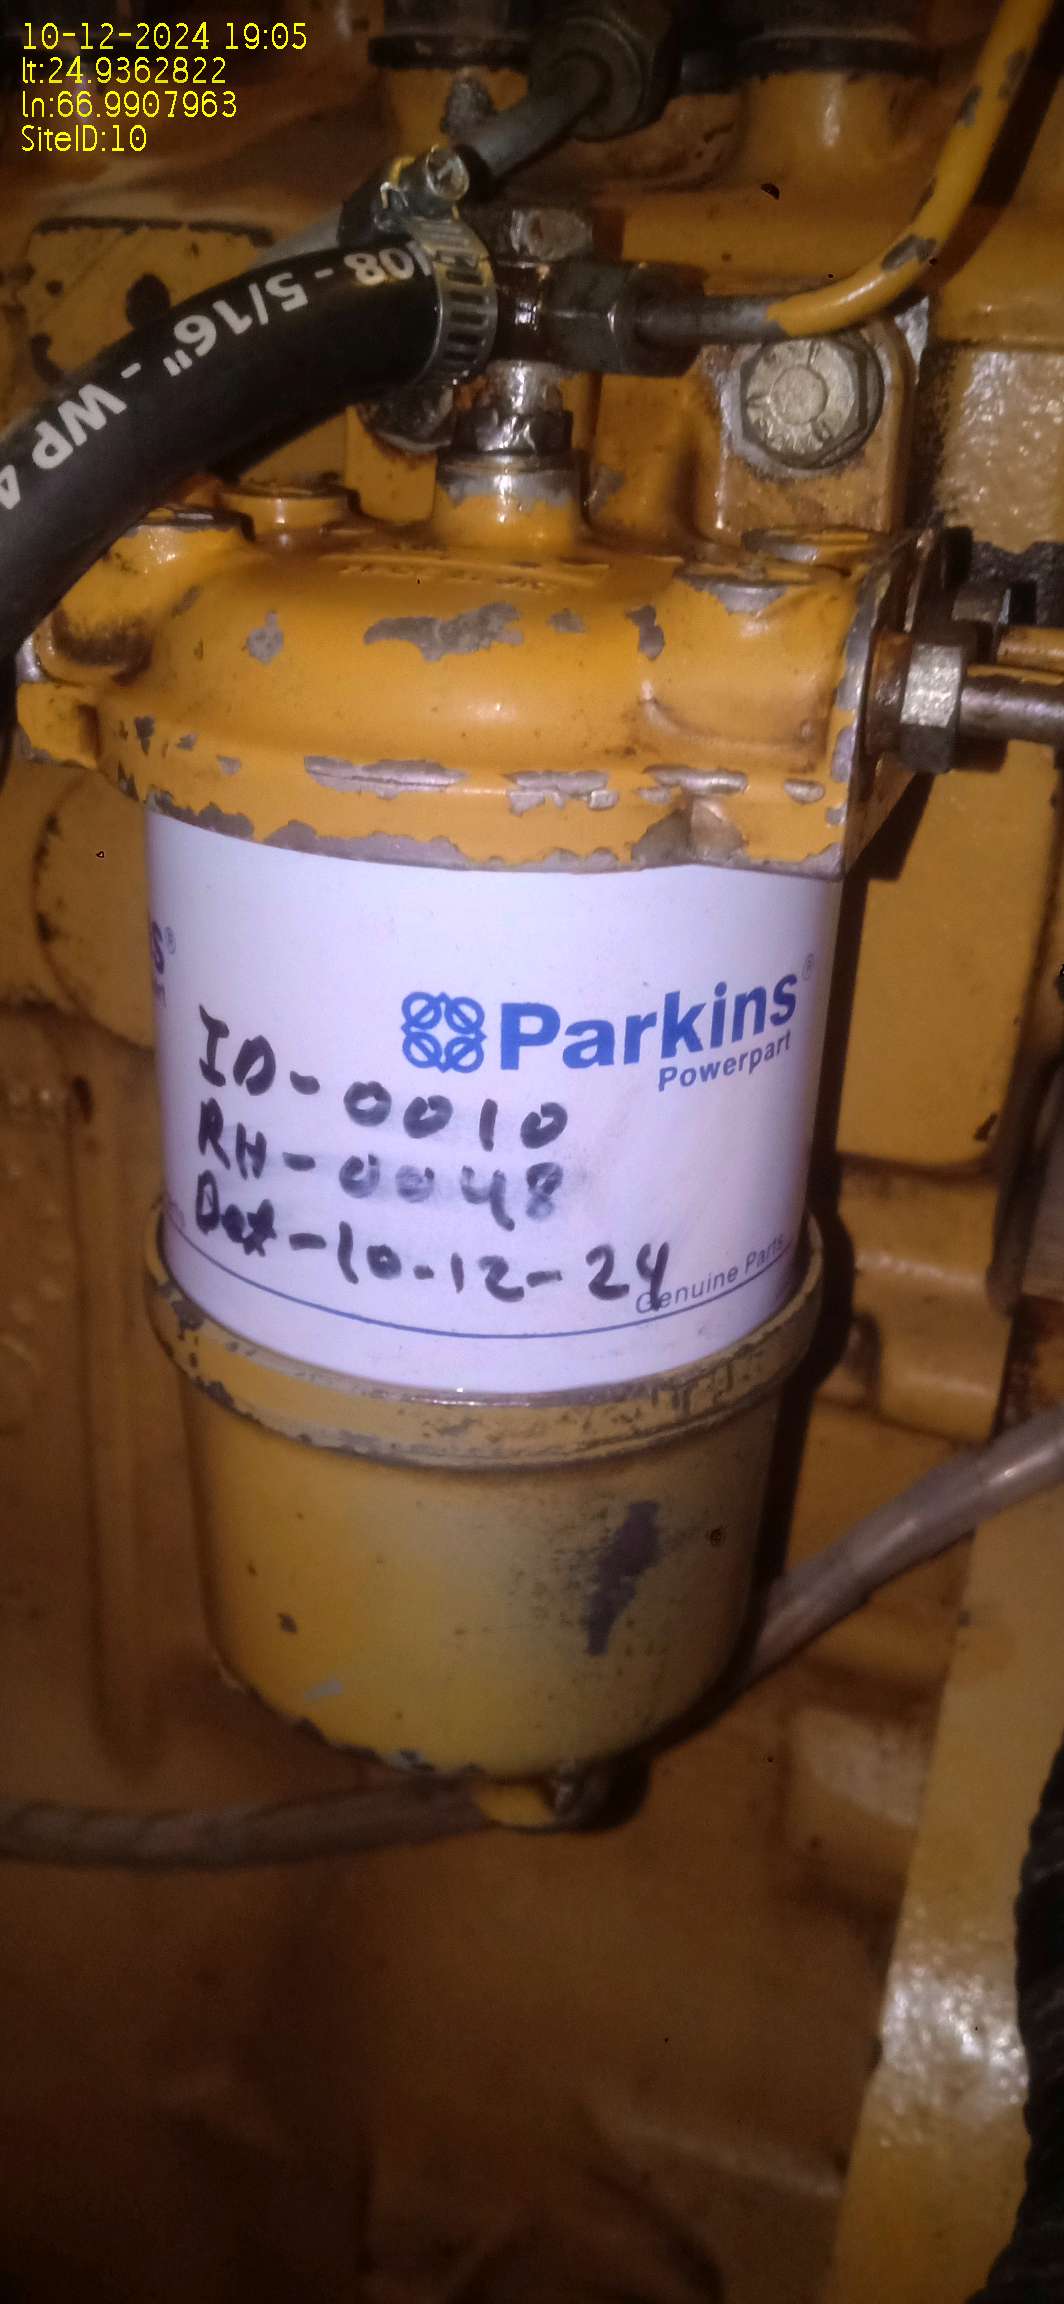 10-12-2024 19:05
lt:24.9362822
ln:66.9907963
SiteID:10
5/16" - WP
Parkins®
Powerpart
ID-0010
RH-0048
Dat-10-12-24
Genuine Parts